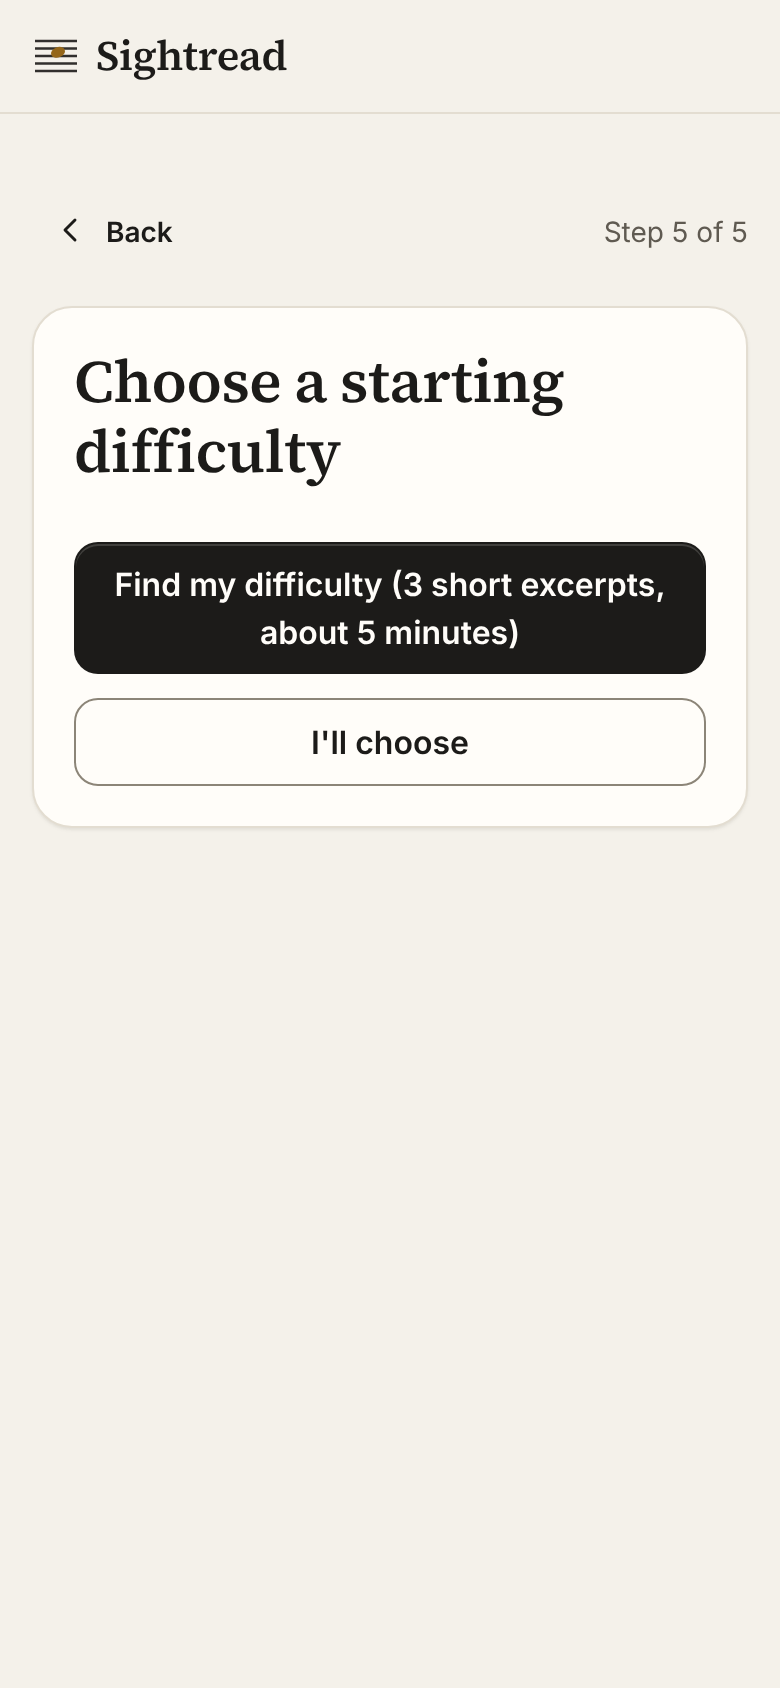 Sightread
Back
Step 5 of 5
Choose a starting
difficulty
Find my difficulty (3 short excerpts,
about 5 minutes)
I'll choose